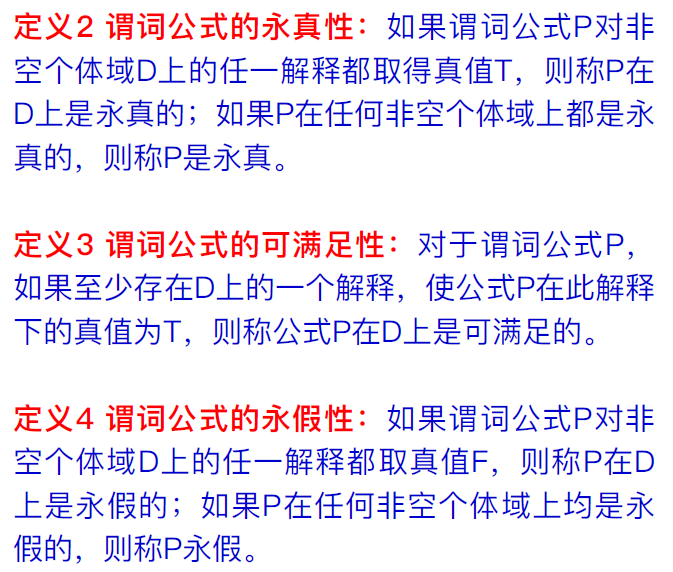 定义2 谓词公式的永真性：如果谓词公式P对非
空个体域D上的任一解释都取得真值T，则称P在
D上是永真的；如果P在任何非空个体域上都是永
真的，则称P是永真。
定义3 谓词公式的可满足性：对于谓词公式P，
如果至少存在D上的一个解释，使公式P在此解释
下的真值为T，则称公式P在D上是可满足的。
定义4 谓词公式的永假性：如果谓词公式P对非
空个体域D上的任一解释都取真值F，则称P在D
上是永假的；如果P在任何非空个体域上均是永
假的，则称P永假。